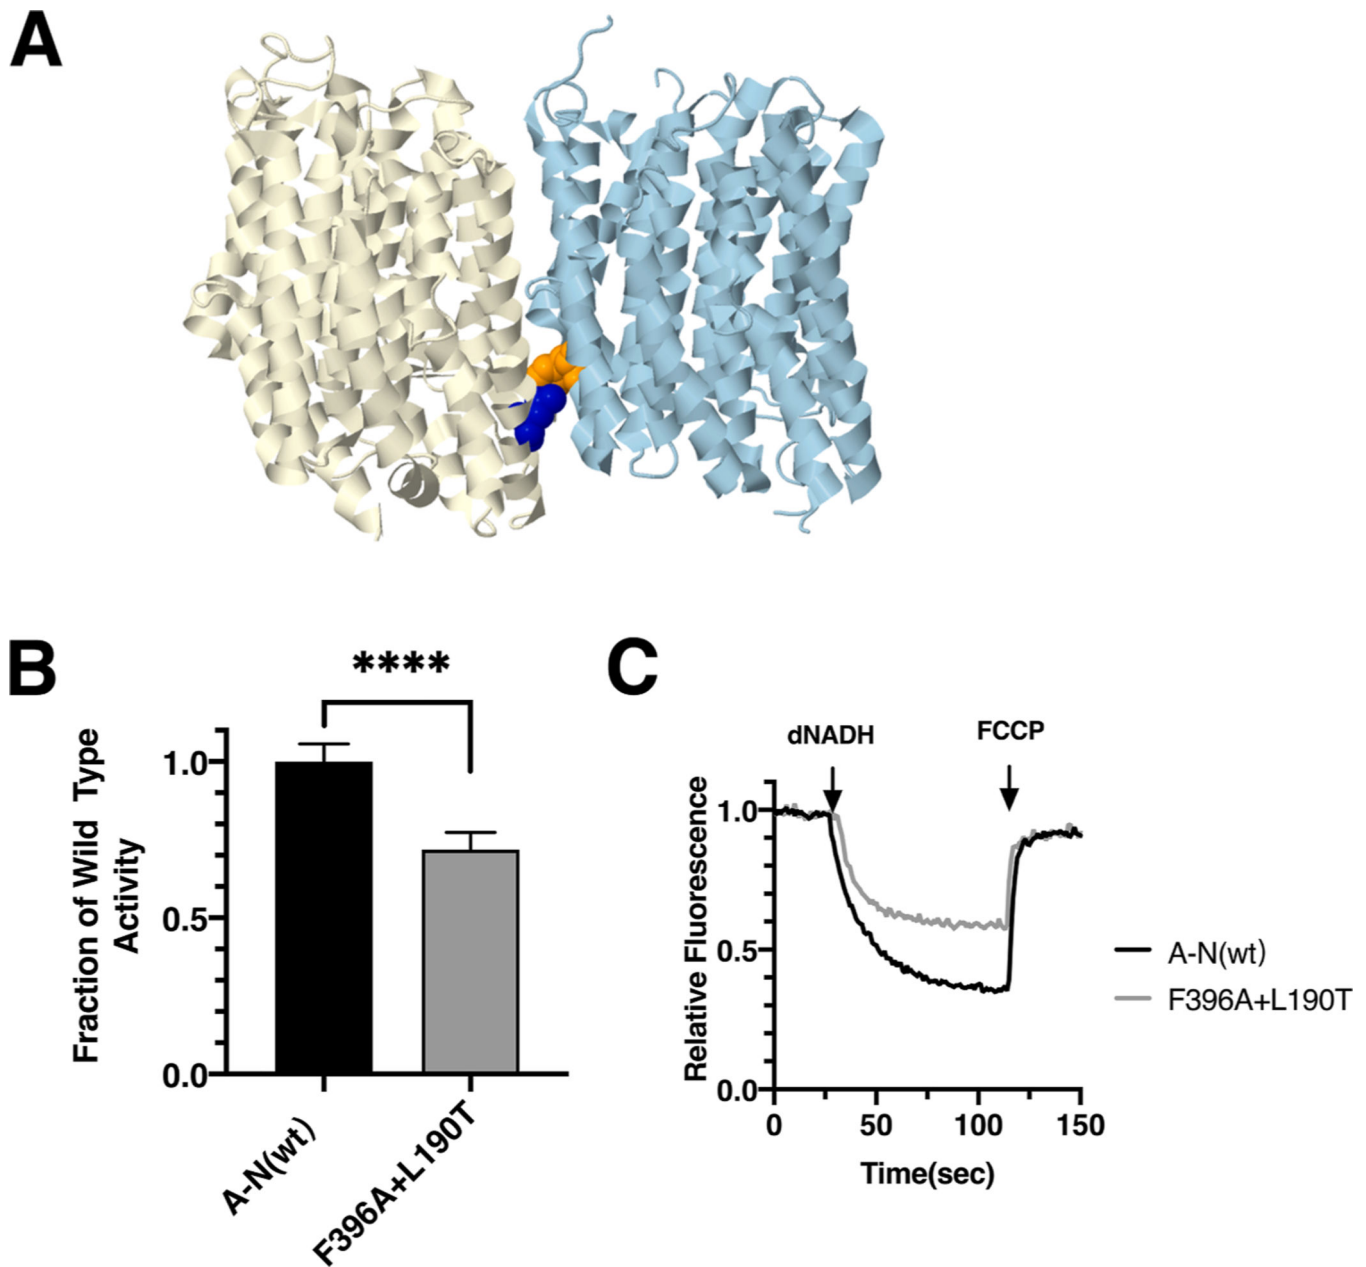 A
B
****
Fraction of Wild Type
Activity
1.0
0.5
0.0
A-N(wt)
F396A+L190T
C
dNADH
FCCP
Relative Fluorescence
1.0
0.5
0.0
0
50
100
150
Time(sec)
A-N(wt)
F396A+L190T